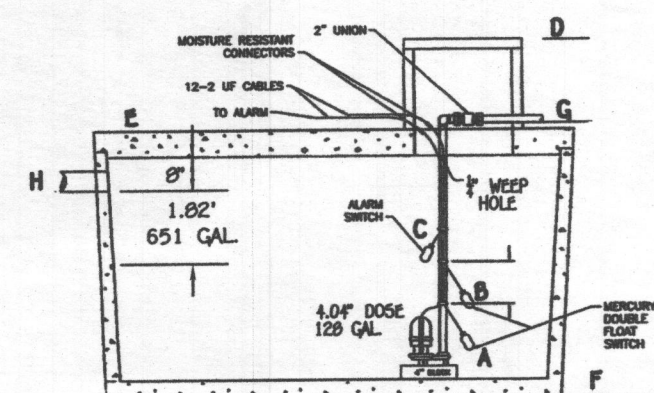 2" UNION
D
MOISTURE RESISTANT
CONNECTORS
12-2 UF CABLES
TO ALARM
E
G
H
8"
1.82'
651 GAL.
1/4" WEEP
HOLE
ALARM
SWITCH
C
B
4.04" DOSE
128 GAL.
MERCURY
DOUBLE
FLOAT
SWITCH
A
4" BLOCK
F